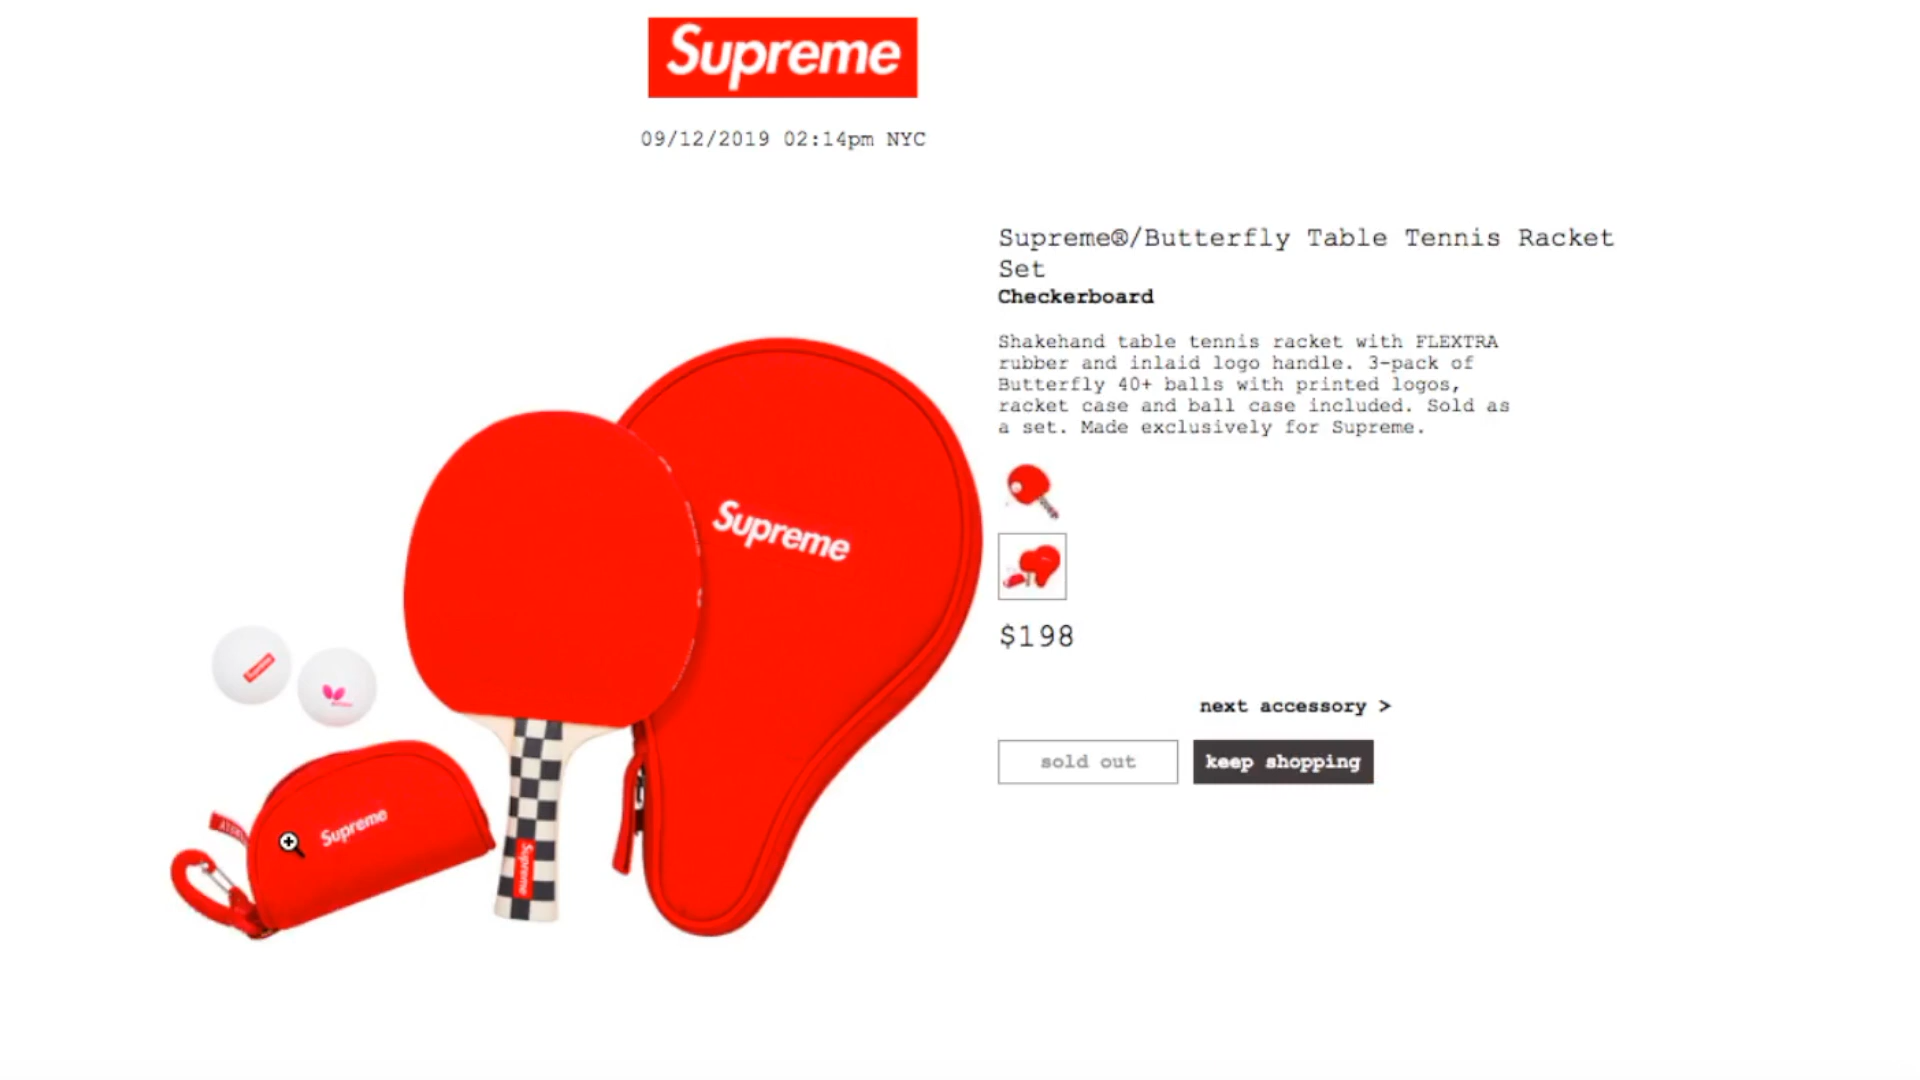 Supreme
09/12/2019 02:14pm NYC
Supreme®/Butterfly Table Tennis Racket
Set
Checkerboard
Shakehand table tennis racket with FLEXTRA
rubber and inlaid logo handle. 3-pack of
Butterfly 40+ balls with printed logos,
racket case and ball case included. Sold as
a set. Made exclusively for Supreme.
$198
next accessory >
sold out
keep shopping
Supreme
Supreme
Supreme
Supreme